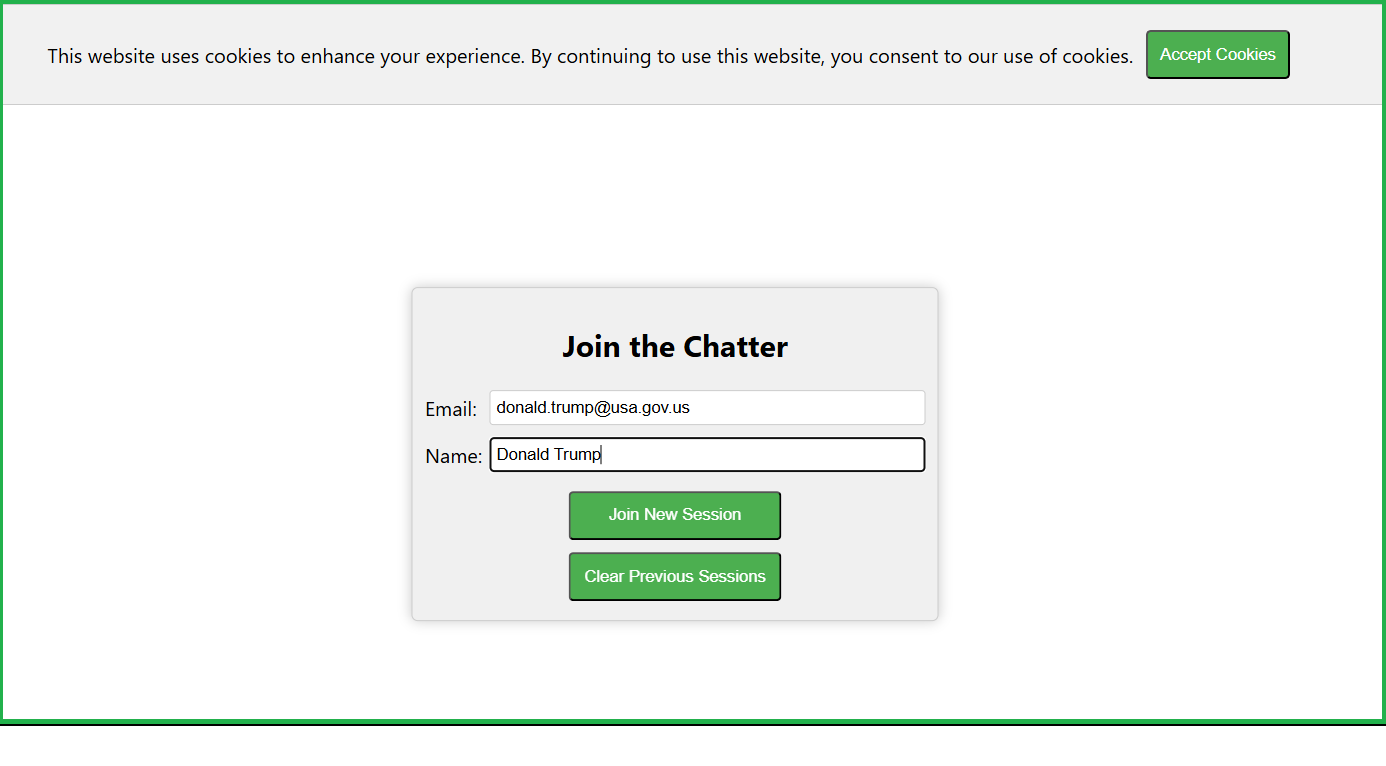 This website uses cookies to enhance your experience. By continuing to use this website, you consent to our use of cookies. Accept Cookies
Join the Chatter
Email: donald.trump@usa.gov.us
Name: Donald Trump
Join New Session
Clear Previous Sessions